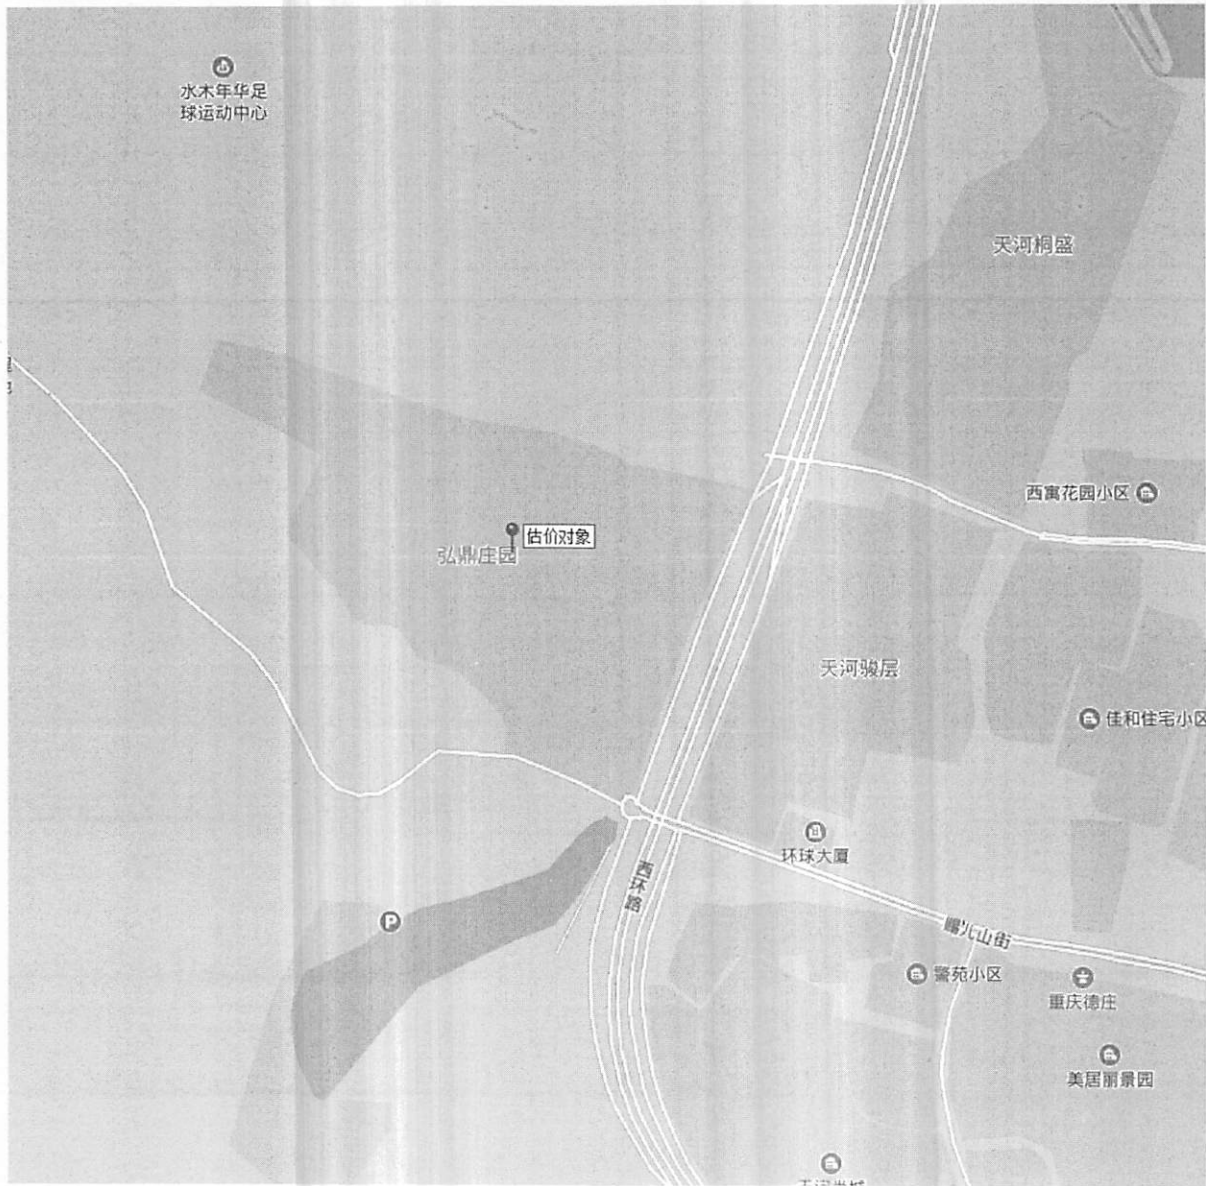 水木年华足
球运动中心
天河桐盛
西寓花园小区
估价对象
弘鼎庄园
天河骏层
佳和住宅小区
环球大厦
西环路
P
曙光山街
警苑小区
重庆德庄
美居丽景园